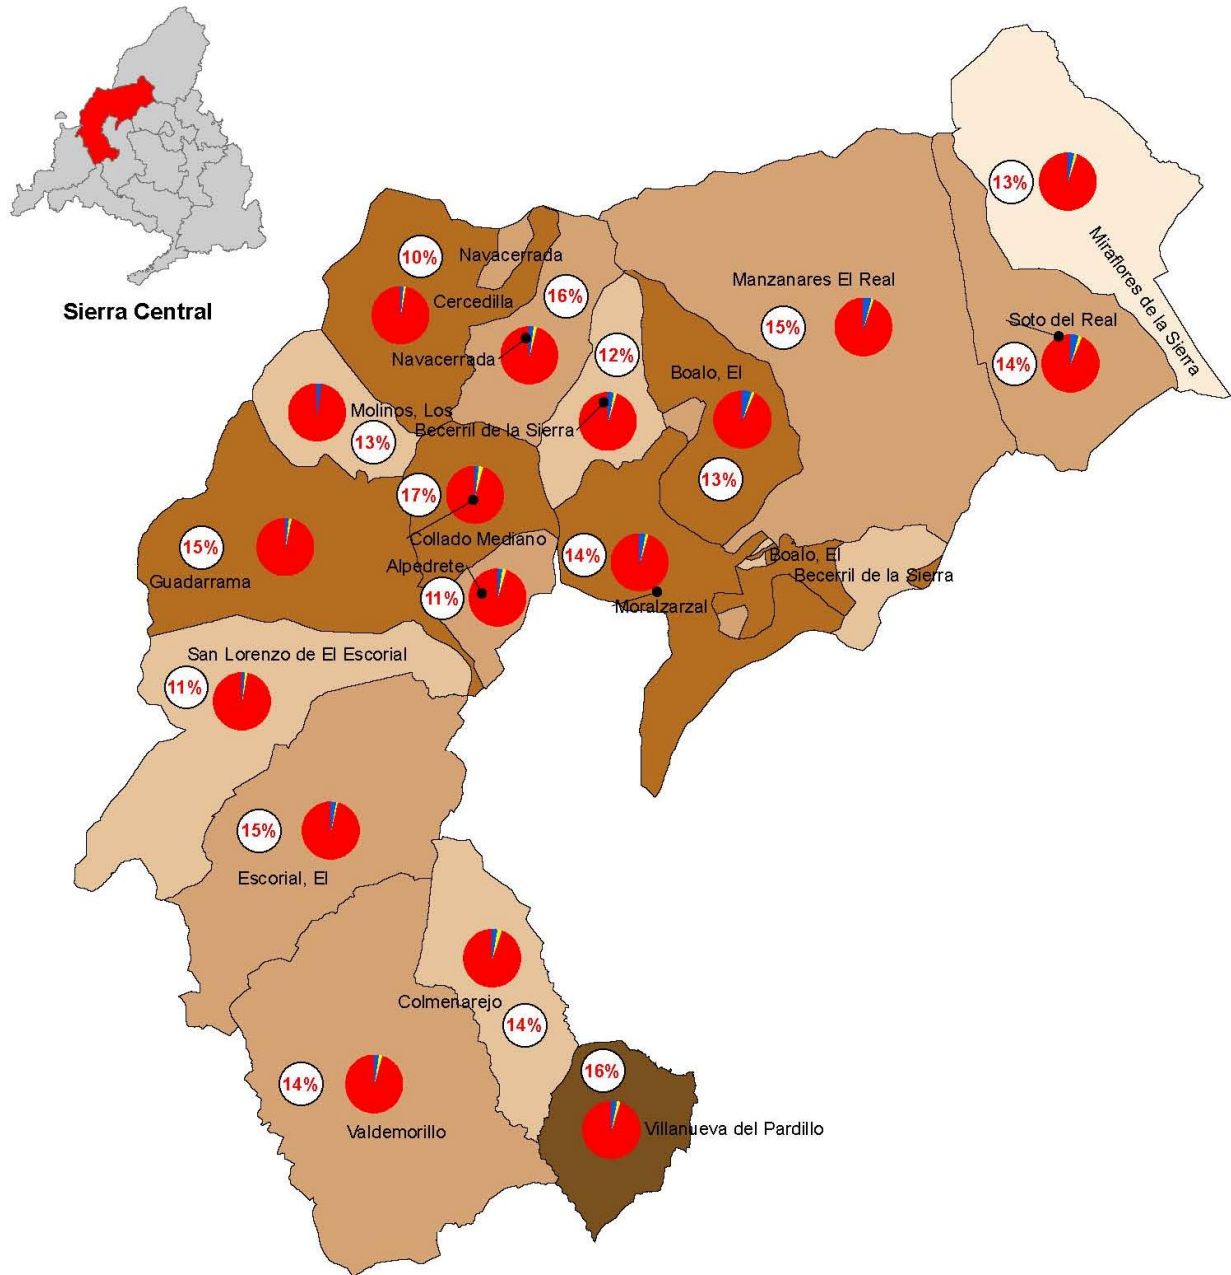 Sierra Central
13%
Miraflores de la Sierra
10%
Navacerrada
Cercedilla
16%
Navacerrada
Manzanares El Real
15%
Soto del Real
14%
12%
Boalo, El
13%
Molinos, Los
13%
Becerril de la Sierra
17%
Collado Mediano
15%
Guadarrama
Alpedrete
11%
14%
Moralzarzal
Boalo, El
Becerril de la Sierra
San Lorenzo de El Escorial
11%
15%
Escorial, El
Colmenarejo
14%
14%
Valdemorillo
16%
Villanueva del Pardillo